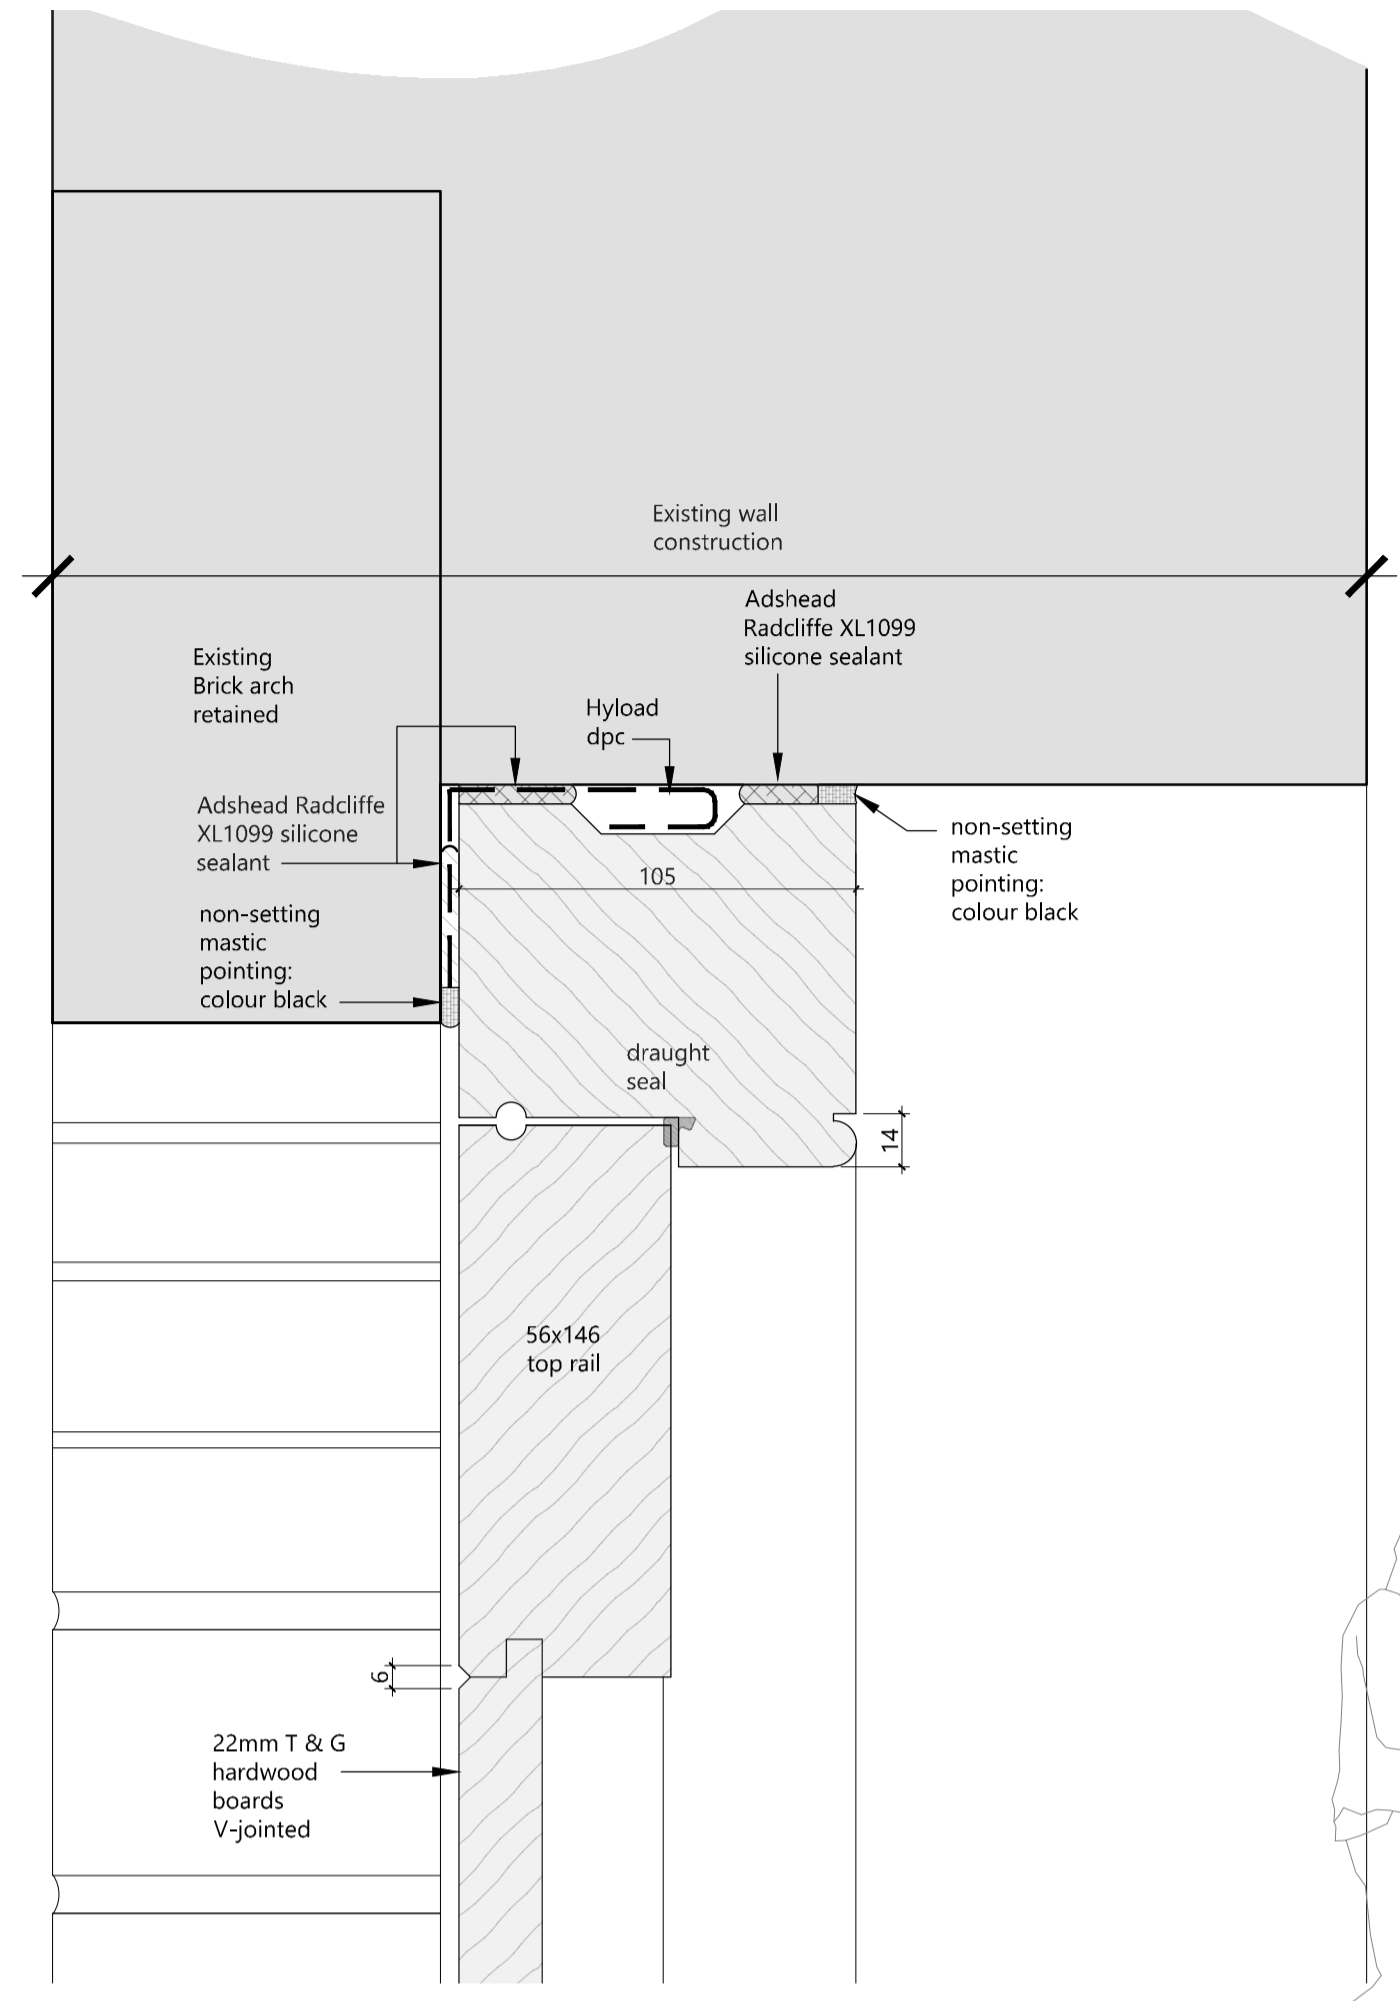 Existing wall
construction
Adshead
Radcliffe XL1099
silicone sealant
Existing
Brick arch
retained
Hyload
dpc
Adshead Radcliffe
XL1099 silicone
sealant
non-setting
mastic
pointing:
colour black
105
non-setting
mastic
pointing:
colour black
draught
seal
14
56x146
top rail
6
22mm T & G
hardwood
boards
V-jointed